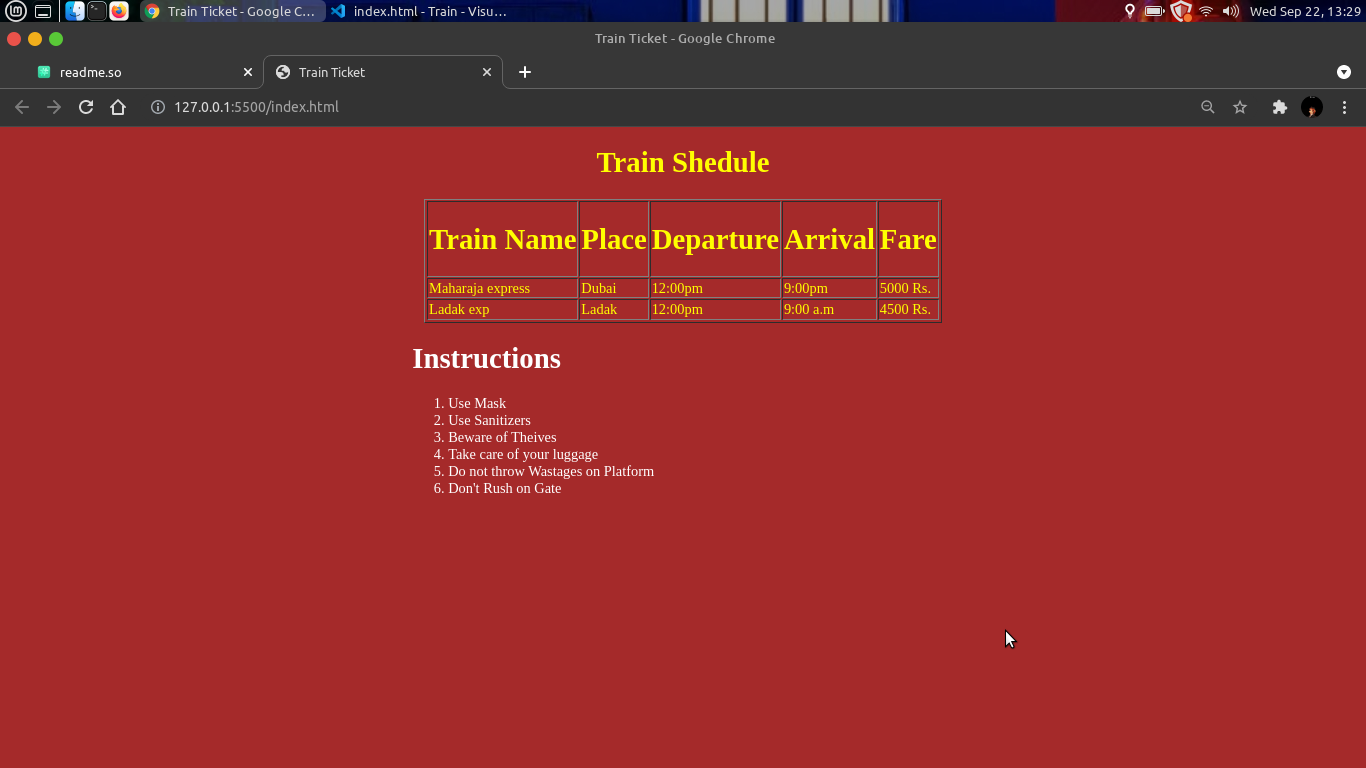 Train Ticket - Google C...
index.html - Train - Visu...
Wed Sep 22, 13:29
Train Ticket - Google Chrome
readme.so
Train Ticket
127.0.0.1:5500/index.html
Train Shedule
Train Name Place Departure Arrival Fare
Maharaja express Dubai 12:00pm 9:00pm 5000 Rs.
Ladak exp Ladak 12:00pm 9:00 a.m 4500 Rs.
Instructions
1. Use Mask
2. Use Sanitizers
3. Beware of Theives
4. Take care of your luggage
5. Do not throw Wastages on Platform
6. Don't Rush on Gate